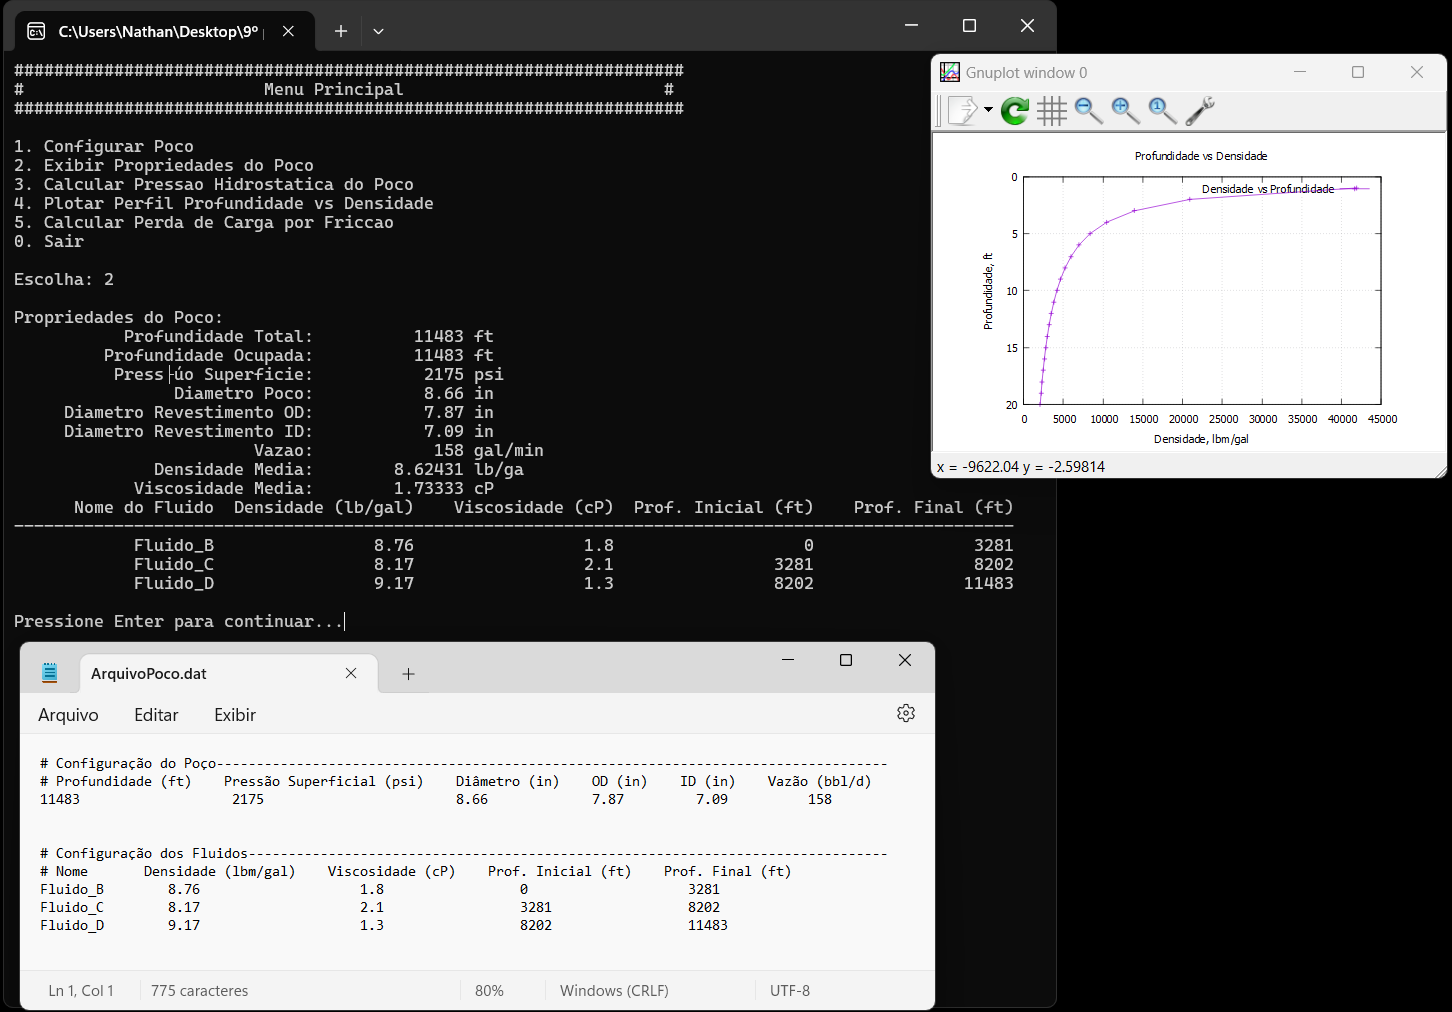 C:\Users\Nathan\Desktop\9º
###################################################################
#                        Menu Principal                          #
###################################################################
1. Configurar Poco
2. Exibir Propriedades do Poco
3. Calcular Pressao Hidrostatica do Poco
4. Plotar Perfil Profundidade vs Densidade
5. Calcular Perda de Carga por Friccao
0. Sair
Escolha: 2
Propriedades do Poco:
Profundidade Total: 11483 ft
Profundidade Ocupada: 11483 ft
Press├úo Superficie: 2175 psi
Diametro Poco: 8.66 in
Diametro Revestimento OD: 7.87 in
Diametro Revestimento ID: 7.09 in
Vazao: 158 gal/min
Densidade Media: 8.62431 lb/ga
Viscosidade Media: 1.73333 cP
Nome do Fluido Densidade (lb/gal) Viscosidade (cP) Prof. Inicial (ft) Prof. Final (ft)
----------------------------------------------------------------------------------------------------
Fluido_B 8.76 1.8 0 3281
Fluido_C 8.17 2.1 3281 8202
Fluido_D 9.17 1.3 8202 11483
Pressione Enter para continuar...
Gnuplot window 0
Profundidade vs Densidade
Densidade vs Profundidade
Profundidade, ft
0
5
10
15
20
0 5000 10000 15000 20000 25000 30000 35000 40000 45000
Densidade, lbm/gal
x = -9622.04 y = -2.59814
ArquivoPoco.dat
Arquivo Editar Exibir
# Configuração do Poço------------------------------------------------------------------------------------
# Profundidade (ft) Pressão Superficial (psi) Diâmetro (in) OD (in) ID (in) Vazão (bbl/d)
11483 2175 8.66 7.87 7.09 158
# Configuração dos Fluidos--------------------------------------------------------------------------------
# Nome Densidade (lbm/gal) Viscosidade (cP) Prof. Inicial (ft) Prof. Final (ft)
Fluido_B 8.76 1.8 0 3281
Fluido_C 8.17 2.1 3281 8202
Fluido_D 9.17 1.3 8202 11483
Ln 1, Col 1 775 caracteres 80% Windows (CRLF) UTF-8